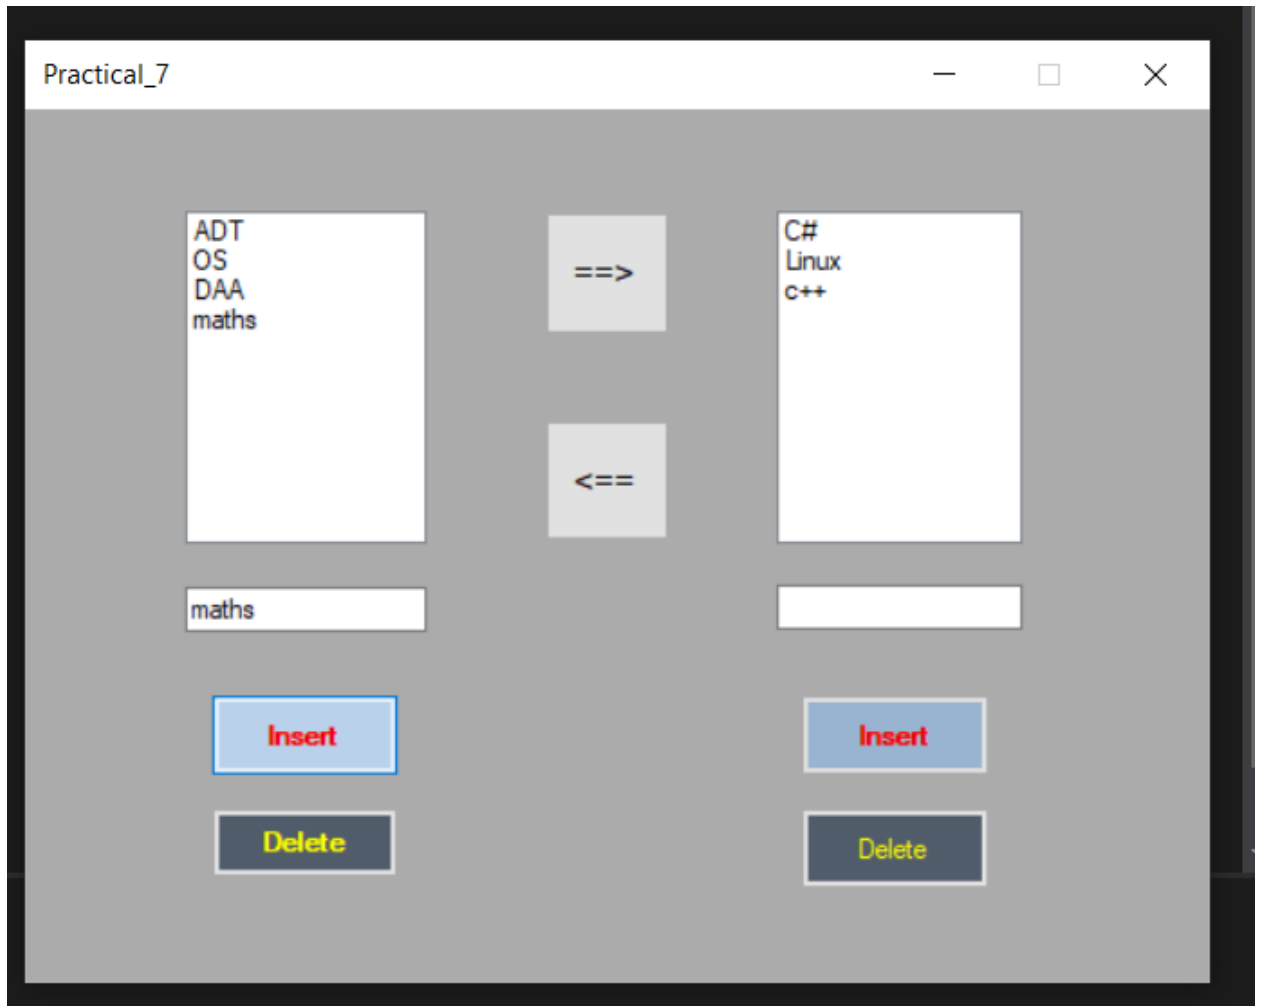 Practical_7
ADT
OS
DAA
maths
==>
<==
C#
Linux
c++
maths
Insert
Delete
Insert
Delete